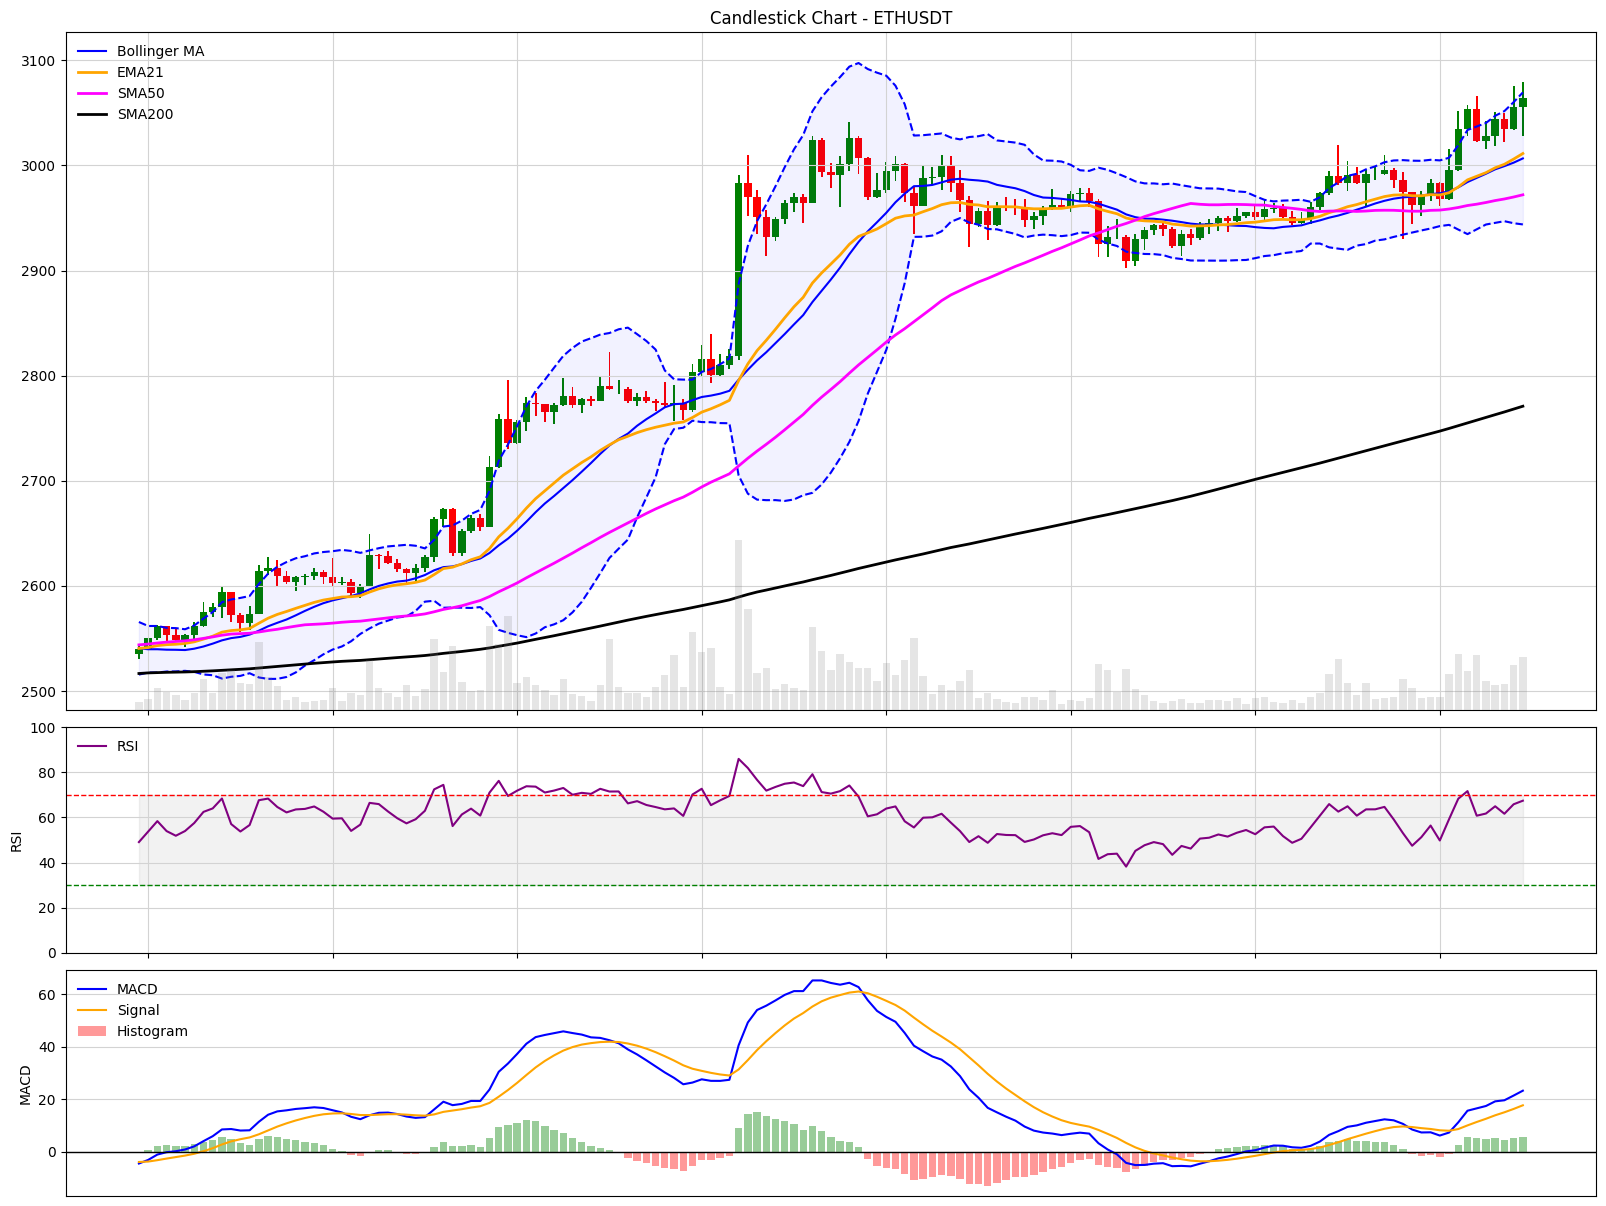 Candlestick Chart - ETHUSDT
Bollinger MA
EMA21
SMA50
SMA200
3100
3000
2900
2800
2700
2600
2500
RSI
RSI
100
80
60
40
20
0
MACD
Signal
Histogram
MACD
60
40
20
0